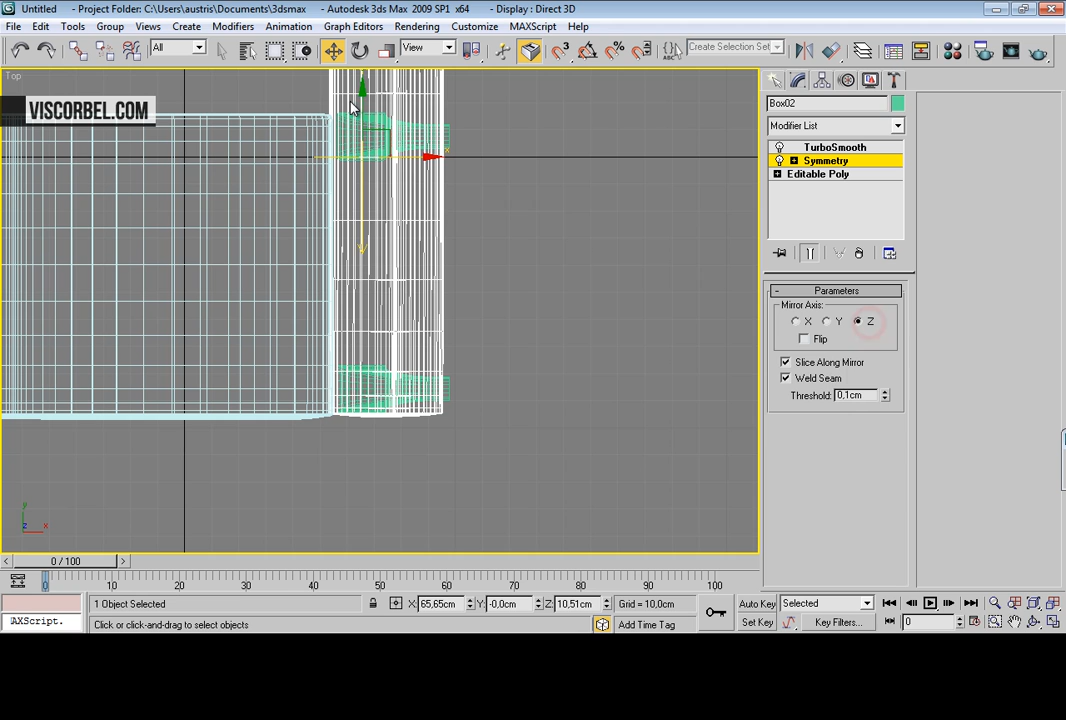 Untitled - Project Folder: C:\Users\austris\Documents\3dsmax - Autodesk 3ds Max 2009 SP1 x64 - Display : Direct 3D
File Edit Tools Group Views Create Modifiers Animation Graph Editors Rendering Customize MAXScript Help
All View Create Selection Set
Top
VISCORBEL.COM
Box02
Modifier List
TurboSmooth
Symmetry
Editable Poly
Parameters
Mirror Axis:
X Y Z
Flip
Slice Along Mirror
Weld Seam
Threshold: 0,1cm
y
z x
0 / 100
0 10 20 30 40 50 60 70 80 90 100
1 Object Selected X: 65,65cm Y: -0,0cm Z: 10,51cm Grid = 10,0cm Auto Key Selected
AXScript. Click or click-and-drag to select objects Add Time Tag Set Key Key Filters... 0